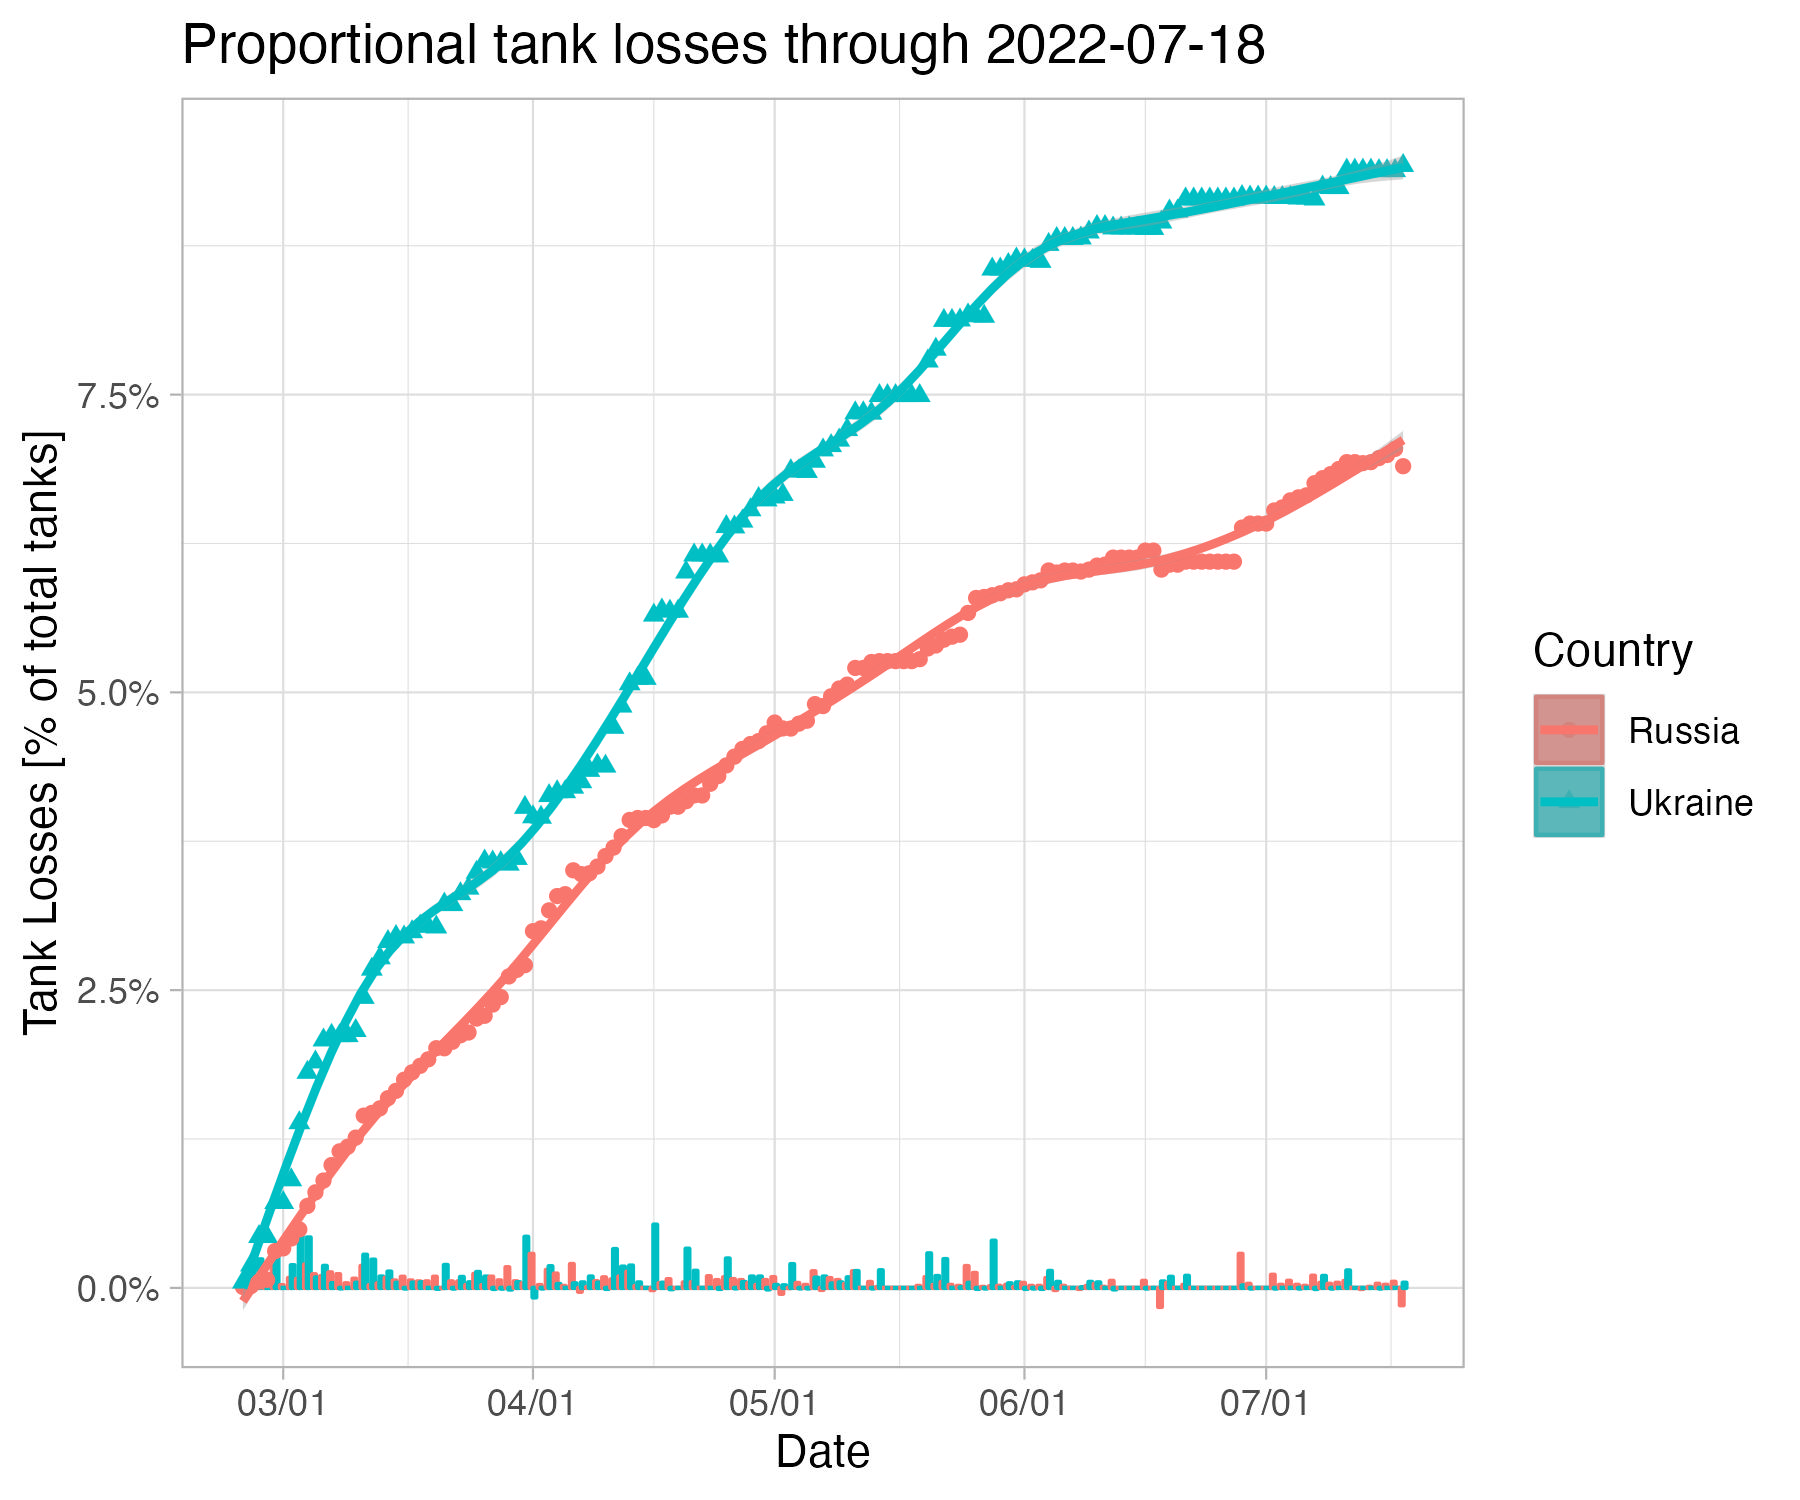 Proportional tank losses through 2022-07-18
Tank Losses [% of total tanks]
7.5%
5.0%
2.5%
0.0%
03/01
04/01
05/01
06/01
07/01
Date
Country
Russia
Ukraine